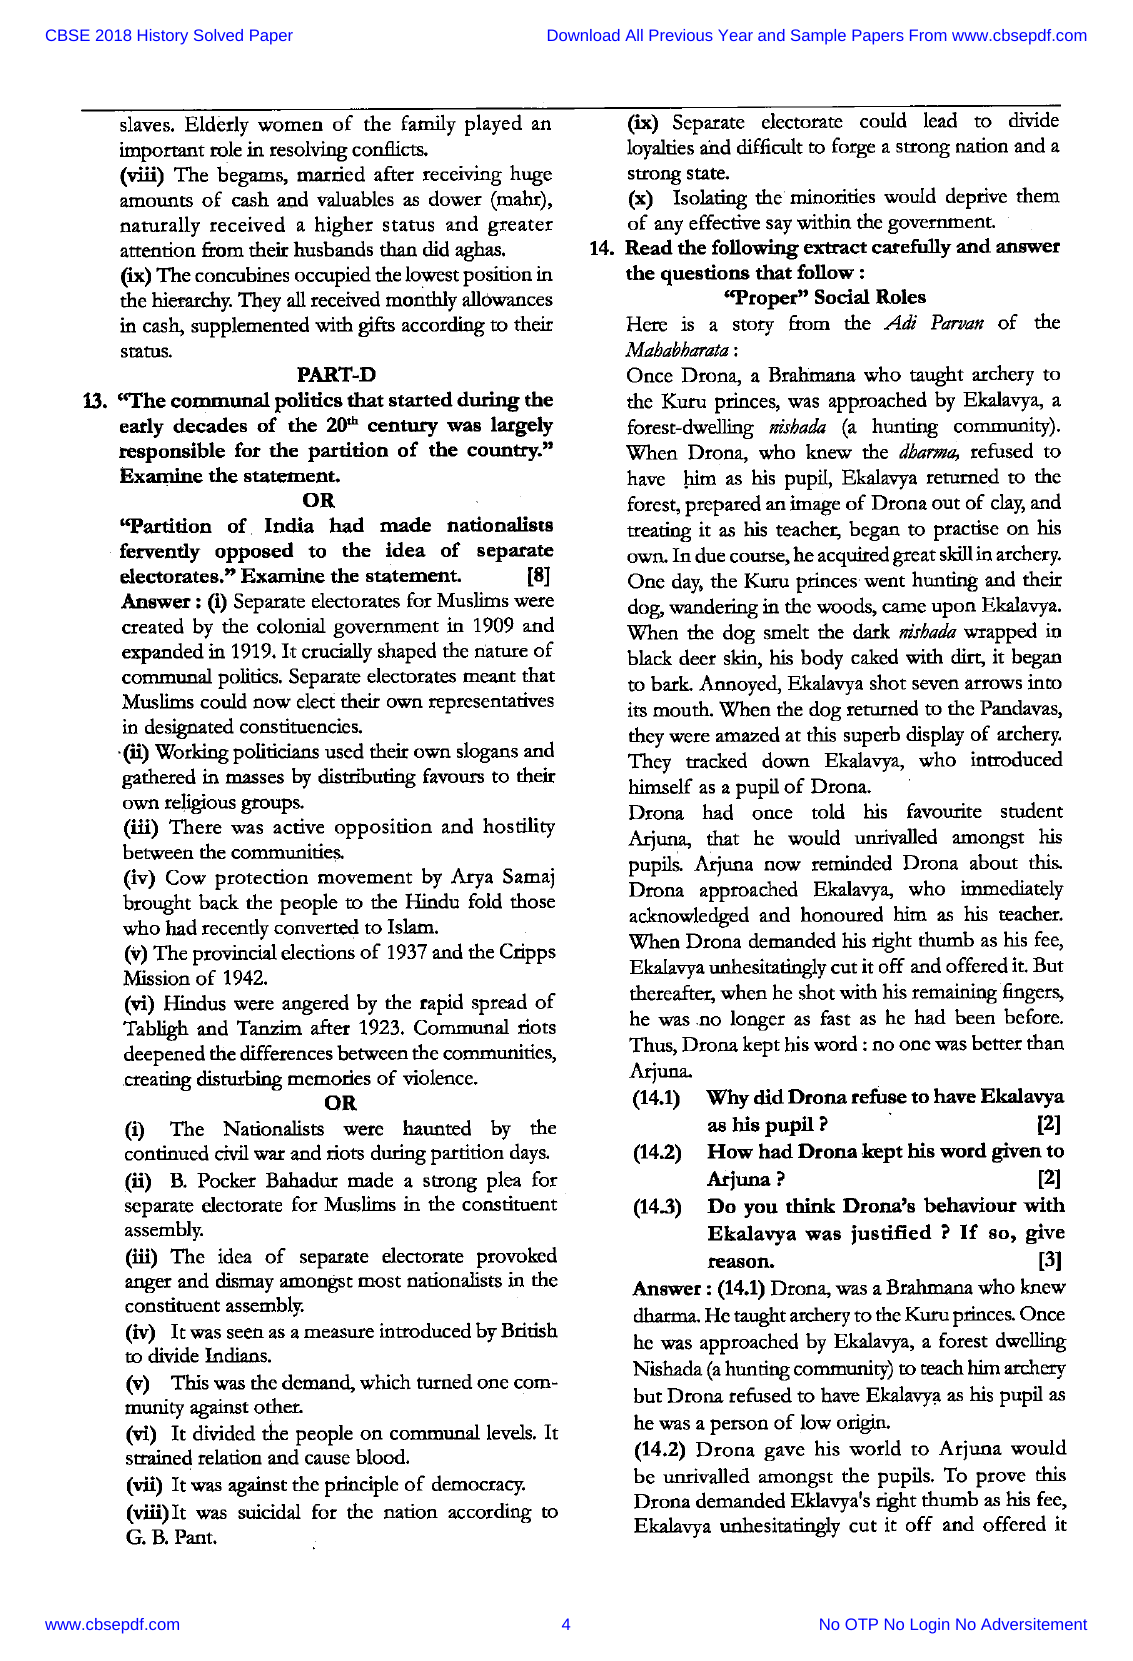 CBSE 2018 History Solved Paper
Download All Previous Year and Sample Papers From www.cbsepdf.com
slaves. Elderly women of the family played an
important role in resolving conflicts.
(viii) The begams, married after receiving huge
amounts of cash and valuables as dower (mahr),
naturally received a higher status and greater
attention from their husbands than did aghas.
(ix) The concubines occupied the lowest position in
the hierarchy. They all received monthly allowances
in cash, supplemented with gifts according to their
status.
PART-D
13. “The communal politics that started during the
early decades of the 20th century was largely
responsible for the partition of the country.”
Examine the statement.
OR
“Partition of India had made nationalists
fervently opposed to the idea of separate
electorates.” Examine the statement. [8]
Answer : (i) Separate electorates for Muslims were
created by the colonial government in 1909 and
expanded in 1919. It crucially shaped the nature of
communal politics. Separate electorates meant that
Muslims could now elect their own representatives
in designated constituencies.
(ii) Working politicians used their own slogans and
gathered in masses by distributing favours to their
own religious groups.
(iii) There was active opposition and hostility
between the communities.
(iv) Cow protection movement by Arya Samaj
brought back the people to the Hindu fold those
who had recently converted to Islam.
(v) The provincial elections of 1937 and the Cripps
Mission of 1942.
(vi) Hindus were angered by the rapid spread of
Tabligh and Tanzim after 1923. Communal riots
deepened the differences between the communities,
creating disturbing memories of violence.
OR
(i) The Nationalists were haunted by the
continued civil war and riots during partition days.
(ii) B. Pocker Bahadur made a strong plea for
separate electorate for Muslims in the constituent
assembly.
(iii) The idea of separate electorate provoked
anger and dismay amongst most nationalists in the
constituent assembly.
(iv) It was seen as a measure introduced by British
to divide Indians.
(v) This was the demand, which turned one com-
munity against other.
(vi) It divided the people on communal levels. It
strained relation and cause blood.
(vii) It was against the principle of democracy.
(viii)It was suicidal for the nation according to
G. B. Pant.
(ix) Separate electorate could lead to divide
loyalties and difficult to forge a strong nation and a
strong state.
(x) Isolating the minorities would deprive them
of any effective say within the government.
14. Read the following extract carefully and answer
the questions that follow :
“Proper” Social Roles
Here is a story from the Adi Parvan of the
Mahabharata :
Once Drona, a Brahmana who taught archery to
the Kuru princes, was approached by Ekalavya, a
forest-dwelling nishada (a hunting community).
When Drona, who knew the dharma, refused to
have him as his pupil, Ekalavya returned to the
forest, prepared an image of Drona out of clay, and
treating it as his teacher, began to practise on his
own. In due course, he acquired great skill in archery.
One day, the Kuru princes went hunting and their
dog, wandering in the woods, came upon Ekalavya.
When the dog smelt the dark nishada wrapped in
black deer skin, his body caked with dirt, it began
to bark. Annoyed, Ekalavya shot seven arrows into
its mouth. When the dog returned to the Pandavas,
they were amazed at this superb display of archery.
They tracked down Ekalavya, who introduced
himself as a pupil of Drona.
Drona had once told his favourite student
Arjuna, that he would unrivalled amongst his
pupils. Arjuna now reminded Drona about this.
Drona approached Ekalavya, who immediately
acknowledged and honoured him as his teacher.
When Drona demanded his right thumb as his fee,
Ekalavya unhesitatingly cut it off and offered it. But
thereafter, when he shot with his remaining fingers,
he was no longer as fast as he had been before.
Thus, Drona kept his word : no one was better than
Arjuna.
(14.1) Why did Drona refuse to have Ekalavya
as his pupil ? [2]
(14.2) How had Drona kept his word given to
Arjuna ? [2]
(14.3) Do you think Drona's behaviour with
Ekalavya was justified ? If so, give
reason. [3]
Answer : (14.1) Drona, was a Brahmana who knew
dharma. He taught archery to the Kuru princes. Once
he was approached by Ekalavya, a forest dwelling
Nishada (a hunting community) to teach him archery
but Drona refused to have Ekalavya as his pupil as
he was a person of low origin.
(14.2) Drona gave his world to Arjuna would
be unrivalled amongst the pupils. To prove this
Drona demanded Eklavya's right thumb as his fee,
Ekalavya unhesitatingly cut it off and offered it
www.cbsepdf.com
4
No OTP No Login No Adversitement